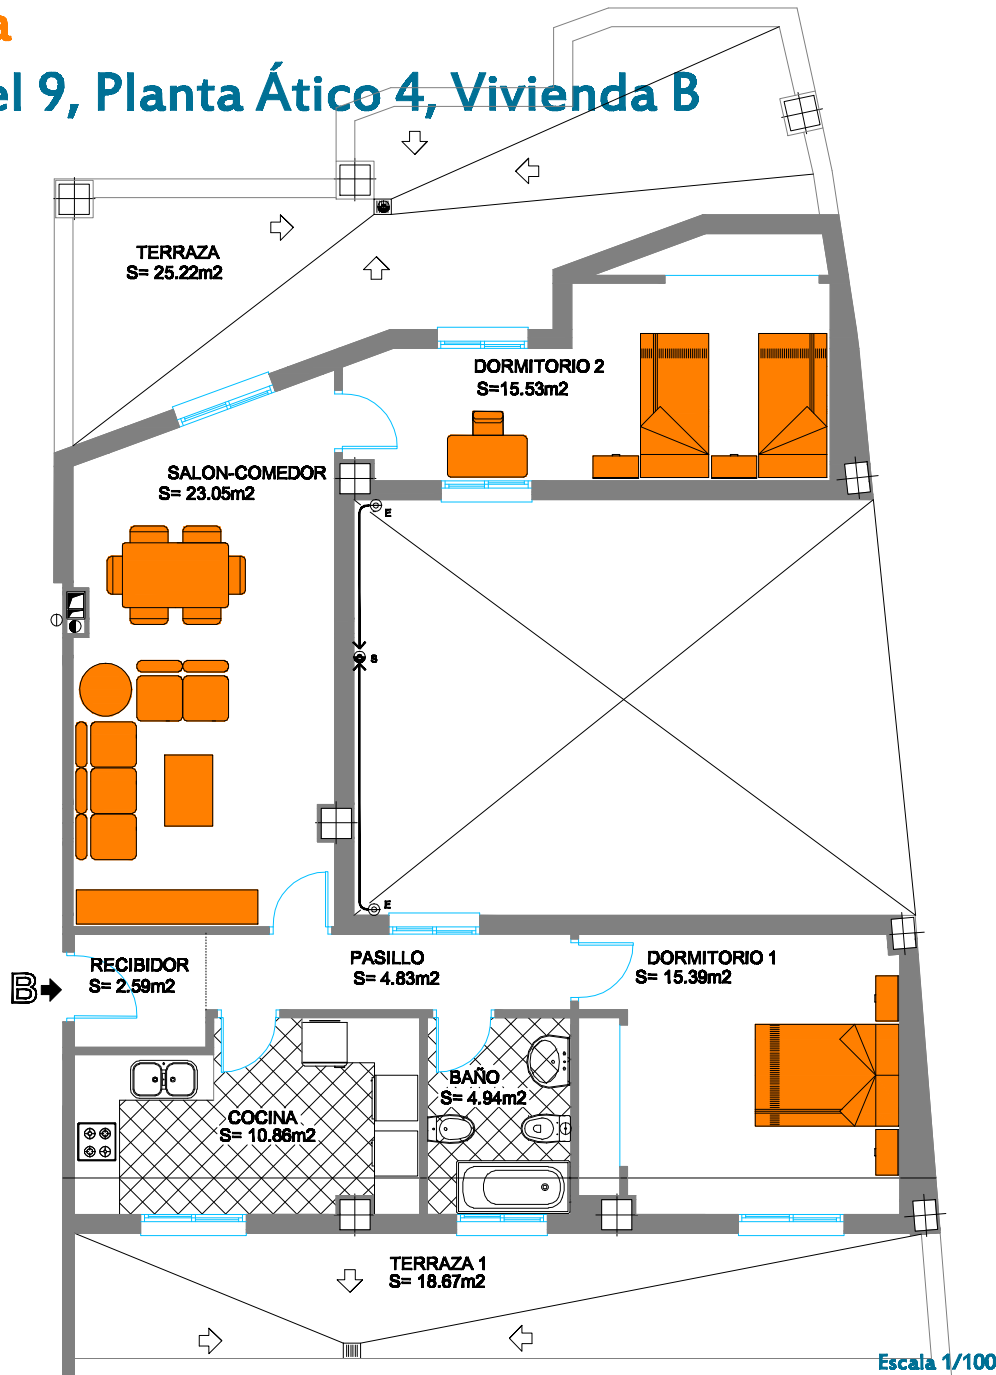 a
el 9, Planta Ático 4, Vivienda B
TERRAZA
S= 25.22m2
DORMITORIO 2
S=15.53m2
SALON-COMEDOR
S= 23.05m2
E
S
E
RECIBIDOR
S= 2.59m2
B
PASILLO
S= 4.83m2
DORMITORIO 1
S= 15.39m2
BAÑO
S= 4.94m2
COCINA
S= 10.86m2
TERRAZA 1
S= 18.67m2
Escala 1/100